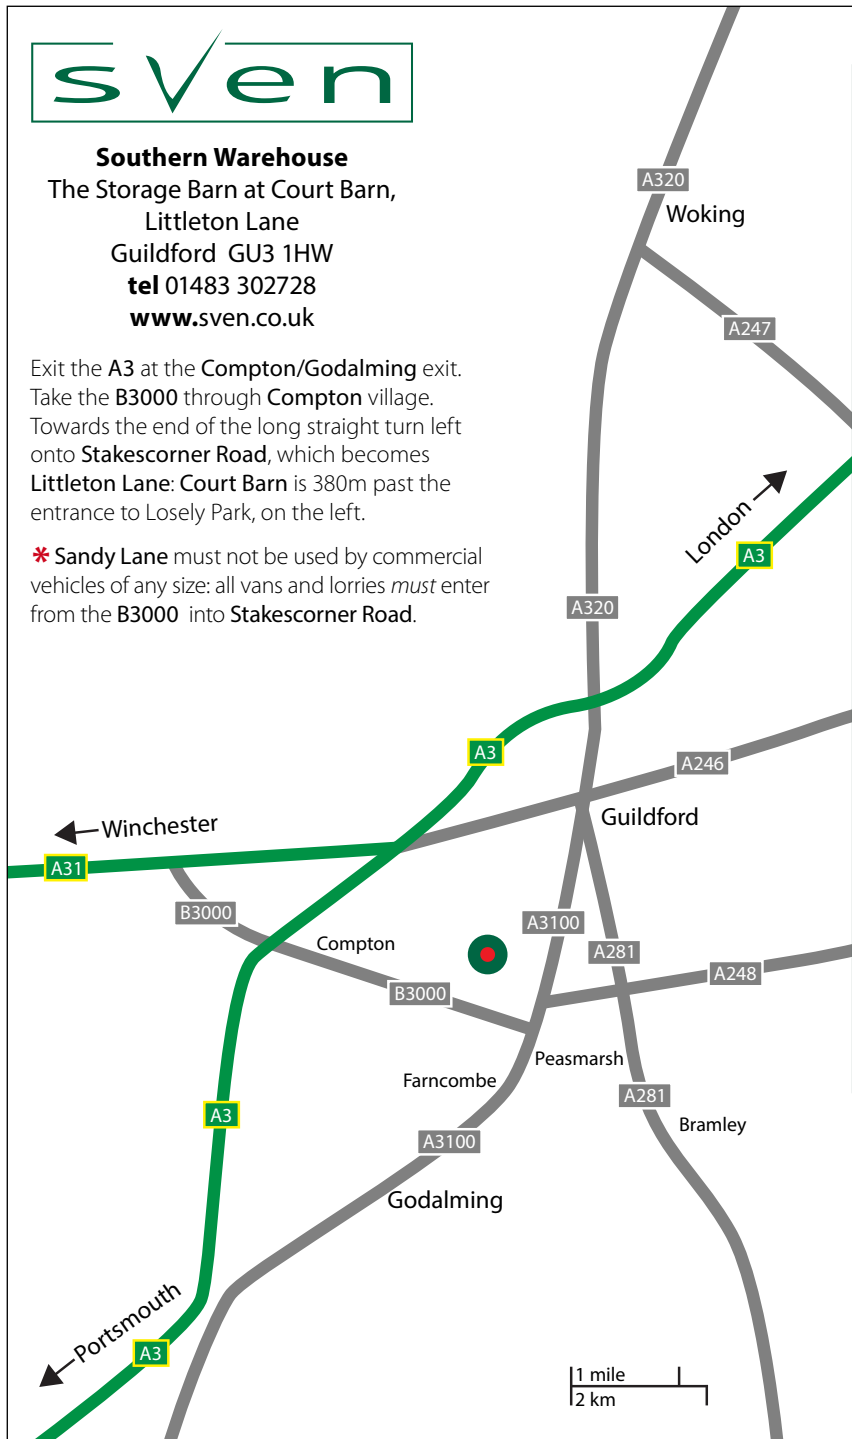 sven
Southern Warehouse
The Storage Barn at Court Barn,
Littleton Lane
Guildford GU3 1HW
tel 01483 302728
www.sven.co.uk
Exit the A3 at the Compton/Godalming exit.
Take the B3000 through Compton village.
Towards the end of the long straight turn left
onto Stakescorner Road, which becomes
Littleton Lane: Court Barn is 380m past the
entrance to Losely Park, on the left.
* Sandy Lane must not be used by commercial
vehicles of any size: all vans and lorries must enter
from the B3000 into Stakescorner Road.
A320
Woking
A247
London
A3
A320
A3
A246
Guildford
Winchester
A31
B3000
Compton
A3100
A281
A248
B3000
Peasmarsh
Farncombe
A281
A3
Bramley
A3100
Godalming
Portsmouth
A3
1 mile
2 km